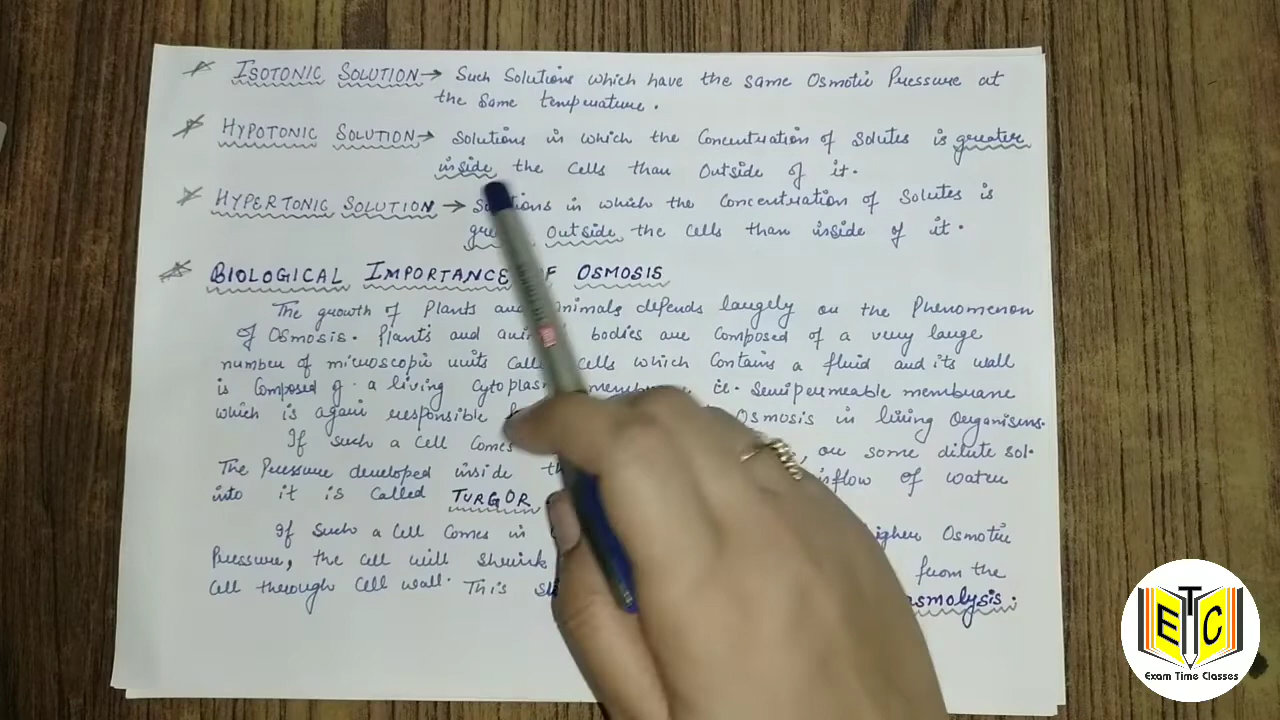 ISOTONIC SOLUTION → Such Solutions which have the same Osmotic Pressure at
the same temperature.
HYPOTONIC SOLUTION → Solutions in which the Concentration of Solutes is greater
inside the Cells than Outside of it.
HYPERTONIC SOLUTION → Solutions in which the Concentration of Solutes is
Outside the Cells than inside of it.
BIOLOGICAL IMPORTANCE OF OSMOSIS
The growth of Plants and Animals depends largely on the Phenomenon
of Osmosis. Plants and bodies are Composed of a very large
number of microscopic units Called cells which Contains a fluid and its wall
is Composed of a living Cytoplasmic membrane ie. Semipermeable membrane
which is again responsible Osmosis in living Organisms.
If such a Cell Comes , or some dilute sol.
The Pressure developed inside inflow of water
into it is Called TURGOR
If Such a Cell Comes in higher Osmotic
Pressure, the cell will shrink from the
Cell through Cell wall. This
ETC
Exam Time Classes